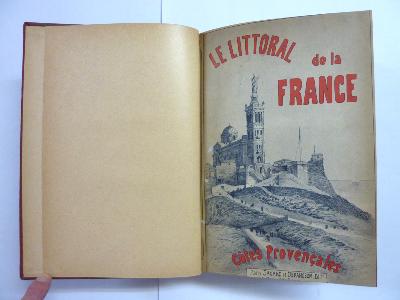 LE LITTORAL
de la
FRANCE
Côtes Provençales